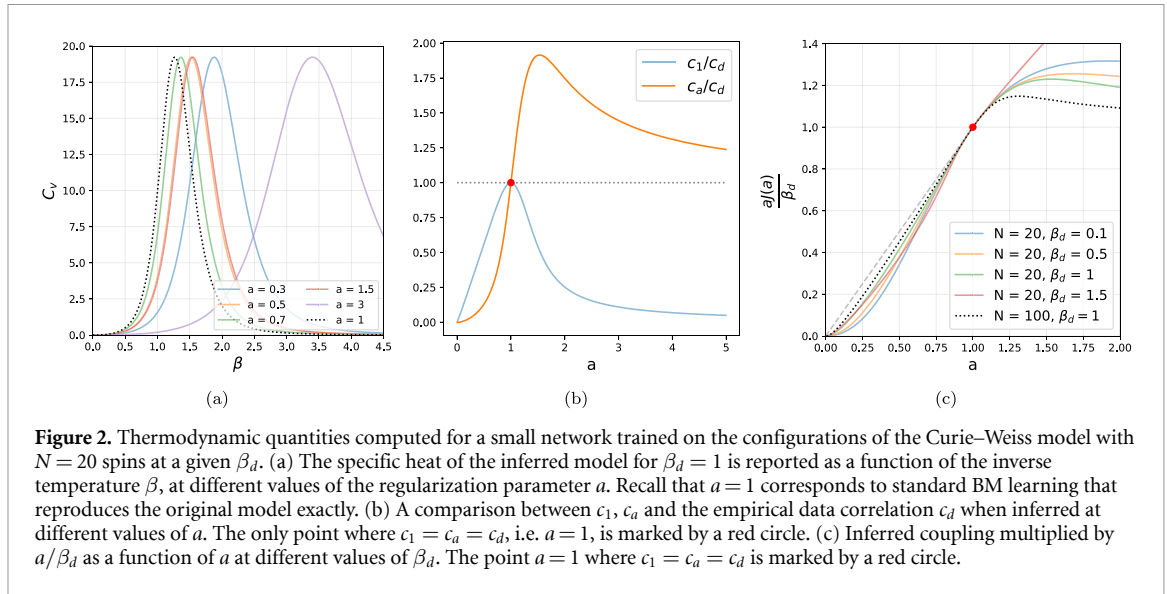 20.0
17.5
15.0
12.5
10.0
7.5
5.0
2.5
0.0
C_v
0.0 0.5 1.0 1.5 2.0 2.5 3.0 3.5 4.0 4.5
β
a = 0.3
a = 0.5
a = 0.7
a = 1.5
a = 3
a = 1
(a)
2.00
1.75
1.50
1.25
1.00
0.75
0.50
0.25
0.00
0 1 2 3 4 5
a
c_1/c_d
c_a/c_d
(b)
1.4
1.2
1.0
0.8
0.6
0.4
0.2
0.0
aJ(a)
β_d
0.00 0.25 0.50 0.75 1.00 1.25 1.50 1.75 2.00
a
N = 20, β_d = 0.1
N = 20, β_d = 0.5
N = 20, β_d = 1
N = 20, β_d = 1.5
N = 100, β_d = 1
(c)
Figure 2. Thermodynamic quantities computed for a small network trained on the configurations of the Curie–Weiss model with
N = 20 spins at a given β_d. (a) The specific heat of the inferred model for β_d = 1 is reported as a function of the inverse
temperature β, at different values of the regularization parameter a. Recall that a = 1 corresponds to standard BM learning that
reproduces the original model exactly. (b) A comparison between c_1, c_a and the empirical data correlation c_d when inferred at
different values of a. The only point where c_1 = c_a = c_d, i.e. a = 1, is marked by a red circle. (c) Inferred coupling multiplied by
a/β_d as a function of a at different values of β_d. The point a = 1 where c_1 = c_a = c_d is marked by a red circle.